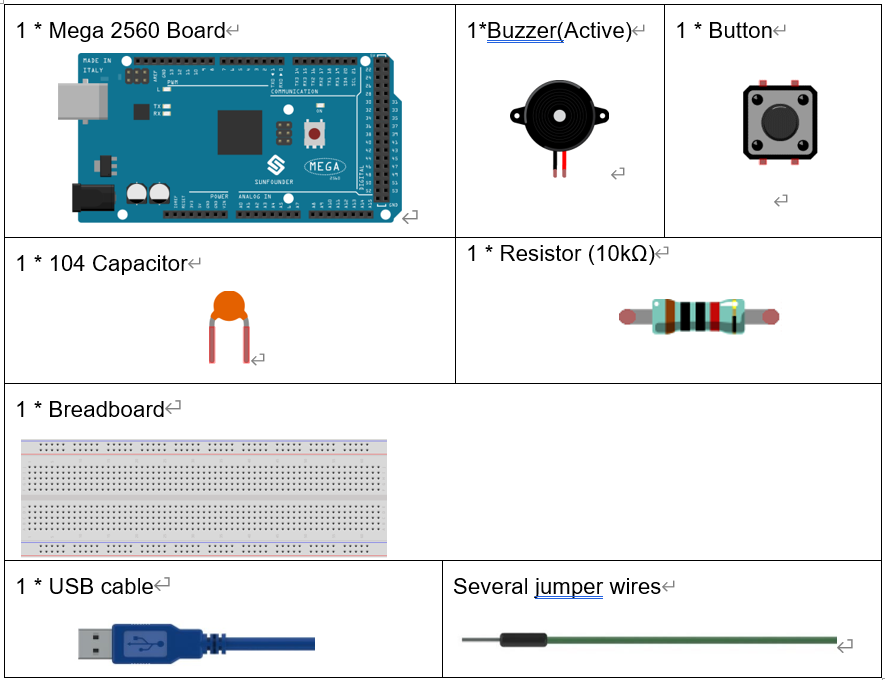 1 * Mega 2560 Board
1*Buzzer(Active)
1 * Button
MADE IN
ITALY
PWM
L
TX
RX
COMMUNICATION
ON
MEGA
2560
SUNFOUNDER
DIGITAL
POWER
ANALOG IN
GND
1 * 104 Capacitor
1 * Resistor (10kΩ)
1 * Breadboard
1 * USB cable
Several jumper wires